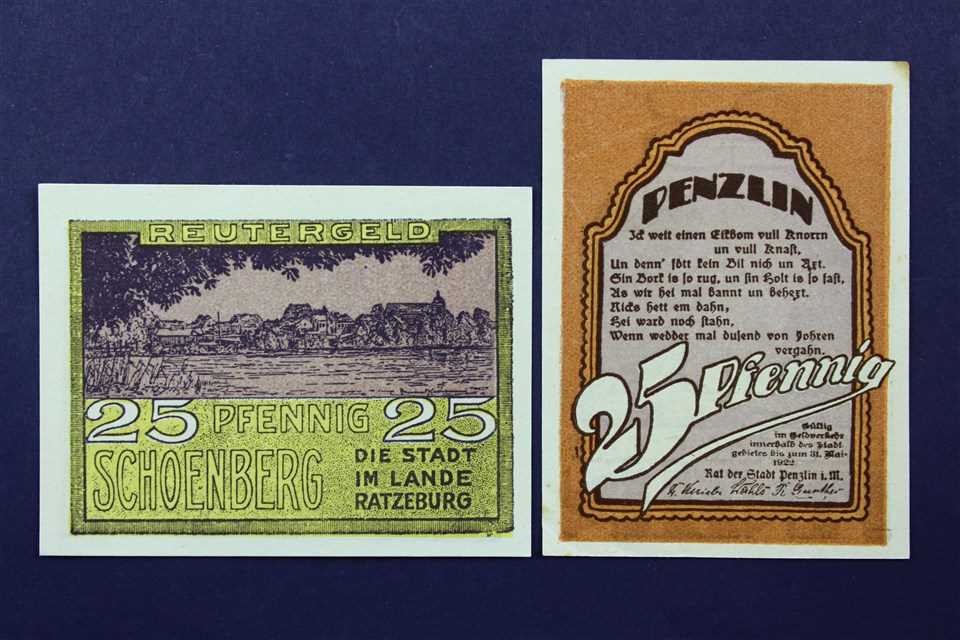 REUTERGELD
25 PFENNIG 25
SCHOENBERG
DIE STADT
IM LANDE
RATZEBURG
PENZLIN
Ick weit einen Eikbom vull Knorrn
un vull Knast,
Un denn' fött kein Bil nich un Axt.
Sin Bork is so rug, un sin Holt is so fast,
As wir hei mal bannt un behext.
Nicks hett em dahn,
Hei ward noch stahn,
Wenn wedder mal dusend von Johren
vergahn.
25 Pfennig
Gültig
im Geldverkehr
innerhalb des Stadt
gebietes bis zum 31. Mai
1922
Rat der Stadt Penzlin i. M.